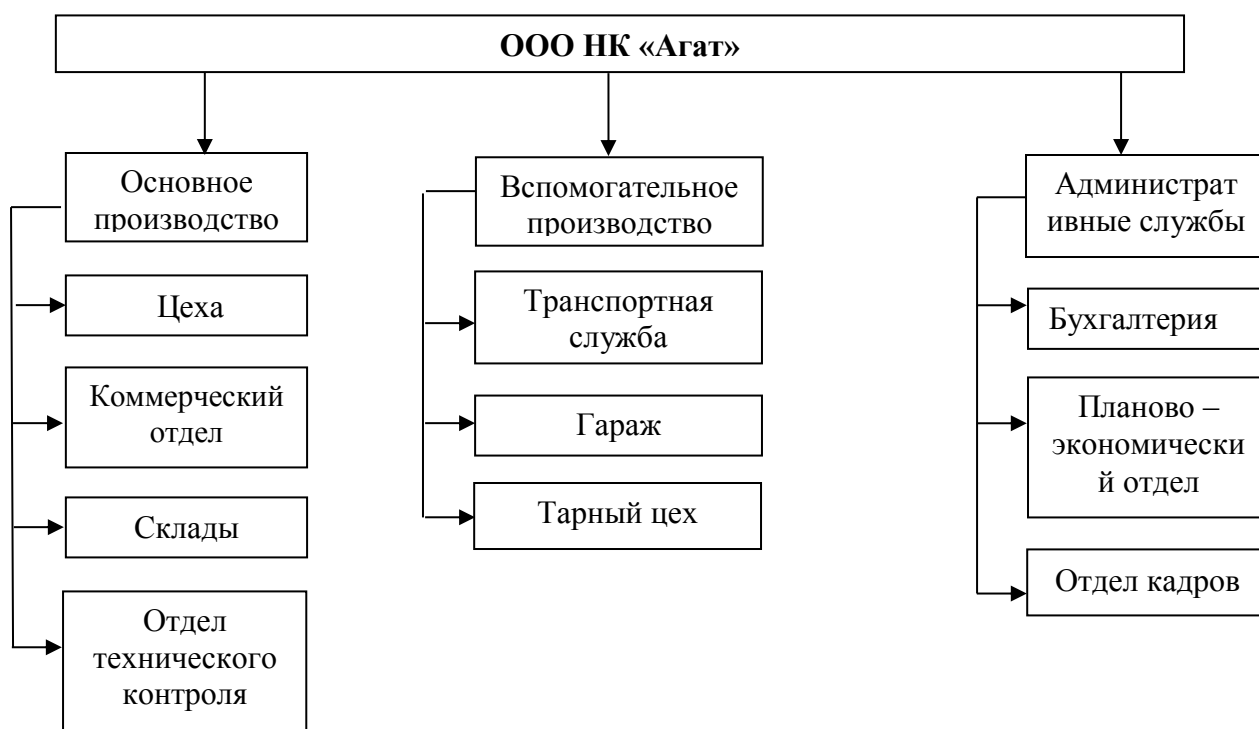 ООО НК «Агат»
Основное
производство
Цеха
Коммерческий
отдел
Склады
Отдел
технического
контроля
Вспомогательное
производство
Транспортная
служба
Гараж
Тарный цех
Администрат
ивные службы
Бухгалтерия
Планово –
экономически
й отдел
Отдел кадров